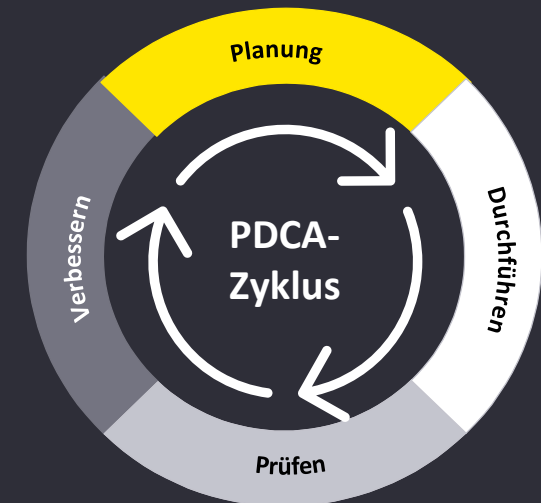 Planung
Durchführen
Prüfen
Verbessern
PDCA-
Zyklus